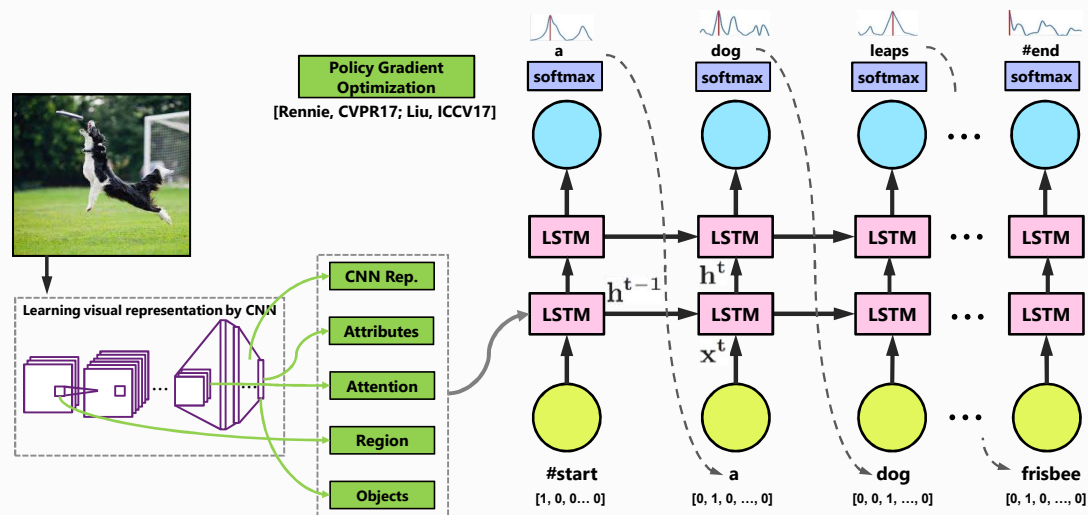 a
dog
leaps
#end
Policy Gradient
Optimization
softmax
softmax
softmax
softmax
[Rennie, CVPR17; Liu, ICCV17]
...
LSTM
LSTM
LSTM
...
LSTM
CNN Rep.
h^{t-1}
h^t
Learning visual representation by CNN
LSTM
LSTM
LSTM
...
LSTM
Attributes
x^t
...
...
Attention
...
Region
Objects
#start
a
dog
frisbee
[1, 0, 0... 0]
[0, 1, 0, ..., 0]
[0, 0, 1, ..., 0]
[0, 1, 0, ..., 0]